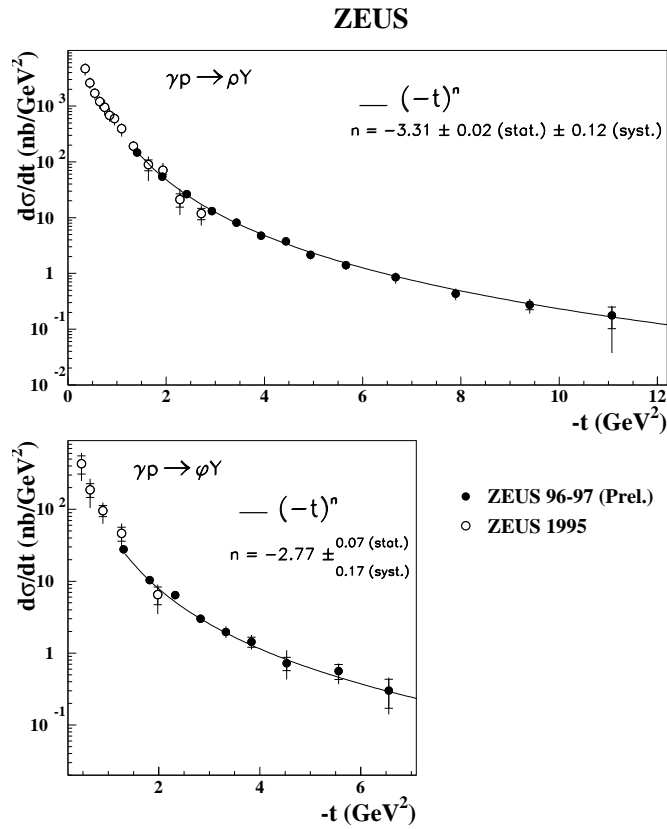 ZEUS
dσ/dt (nb/GeV²)
γp → ρY
— (-t)ⁿ
n = -3.31 ± 0.02 (stat.) ± 0.12 (syst.)
10³
10²
10
1
10⁻¹
10⁻²
0 2 4 6 8 10 12
-t (GeV²)
dσ/dt (nb/GeV²)
γp → φY
— (-t)ⁿ
n = -2.77 ± 0.07 (stat.)
0.17 (syst.)
10²
10
1
10⁻¹
2 4 6
-t (GeV²)
● ZEUS 96-97 (Prel.)
○ ZEUS 1995